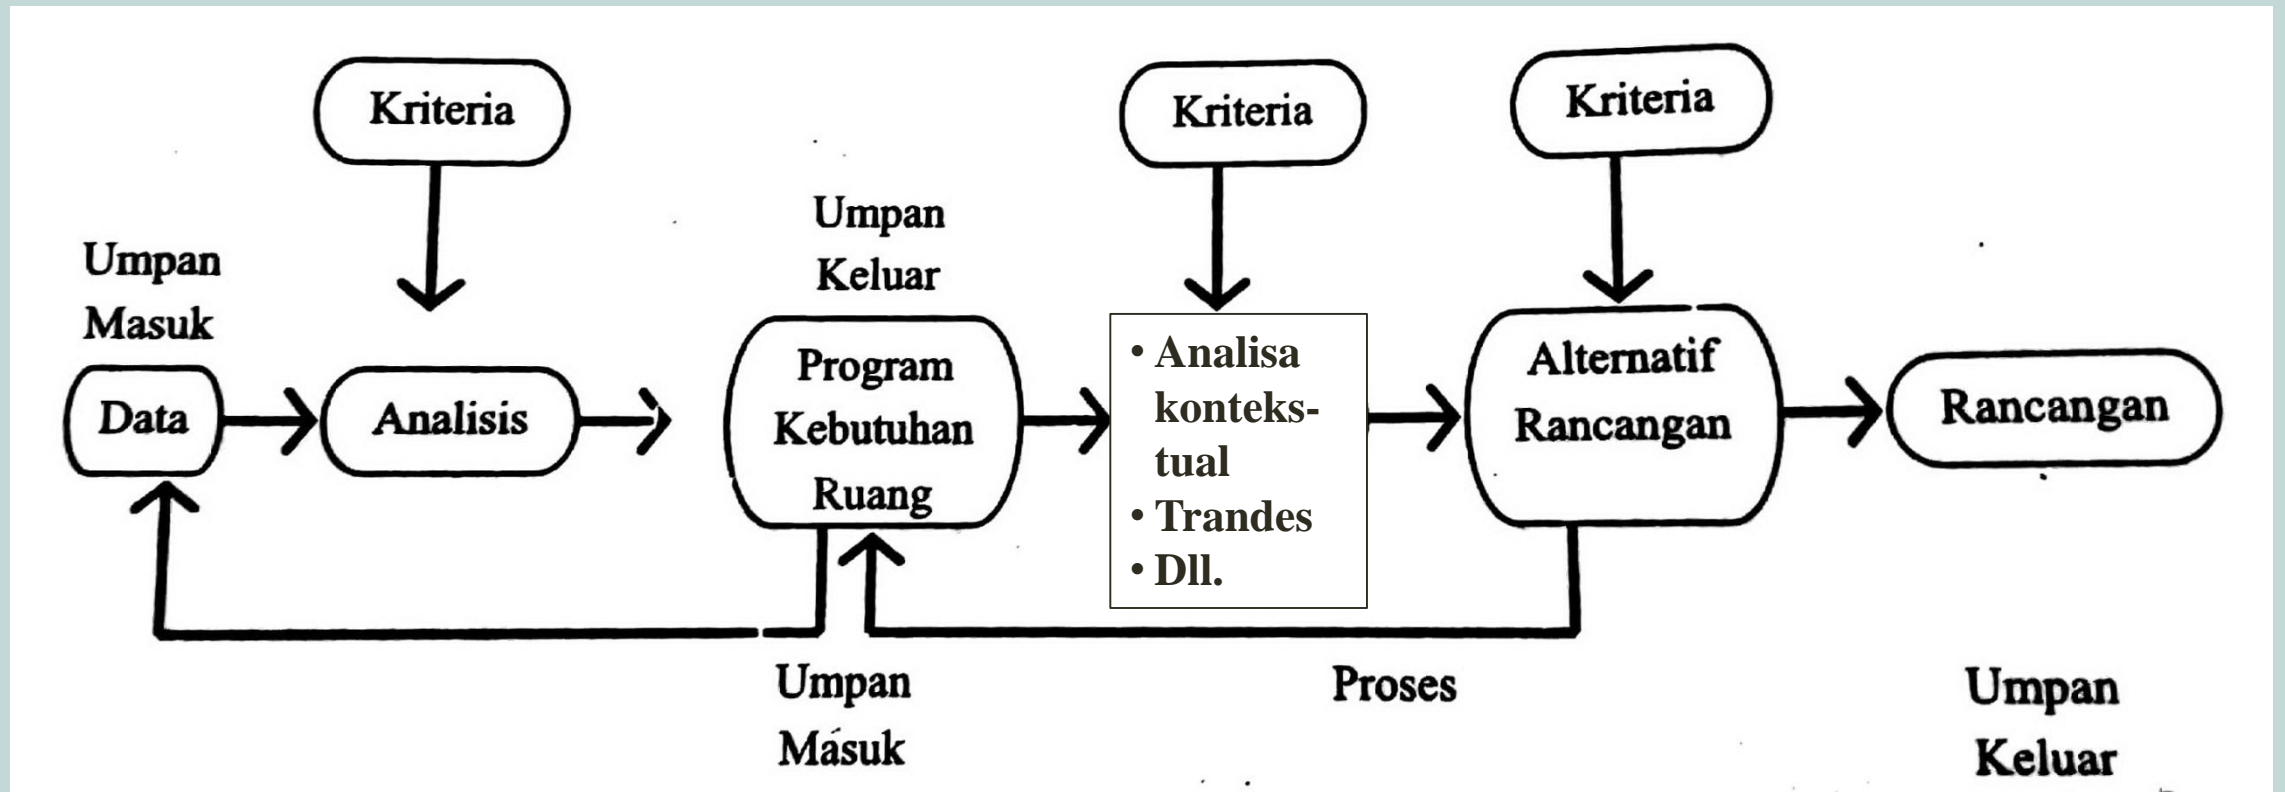 Kriteria
Kriteria
Kriteria
Umpan
Masuk
Umpan
Keluar
Data
Analisis
Program
Kebutuhan
Ruang
• Analisa
konteks-
tual
• Trandes
• Dll.
Alternatif
Rancangan
Rancangan
Umpan
Masuk
Proses
Umpan
Keluar